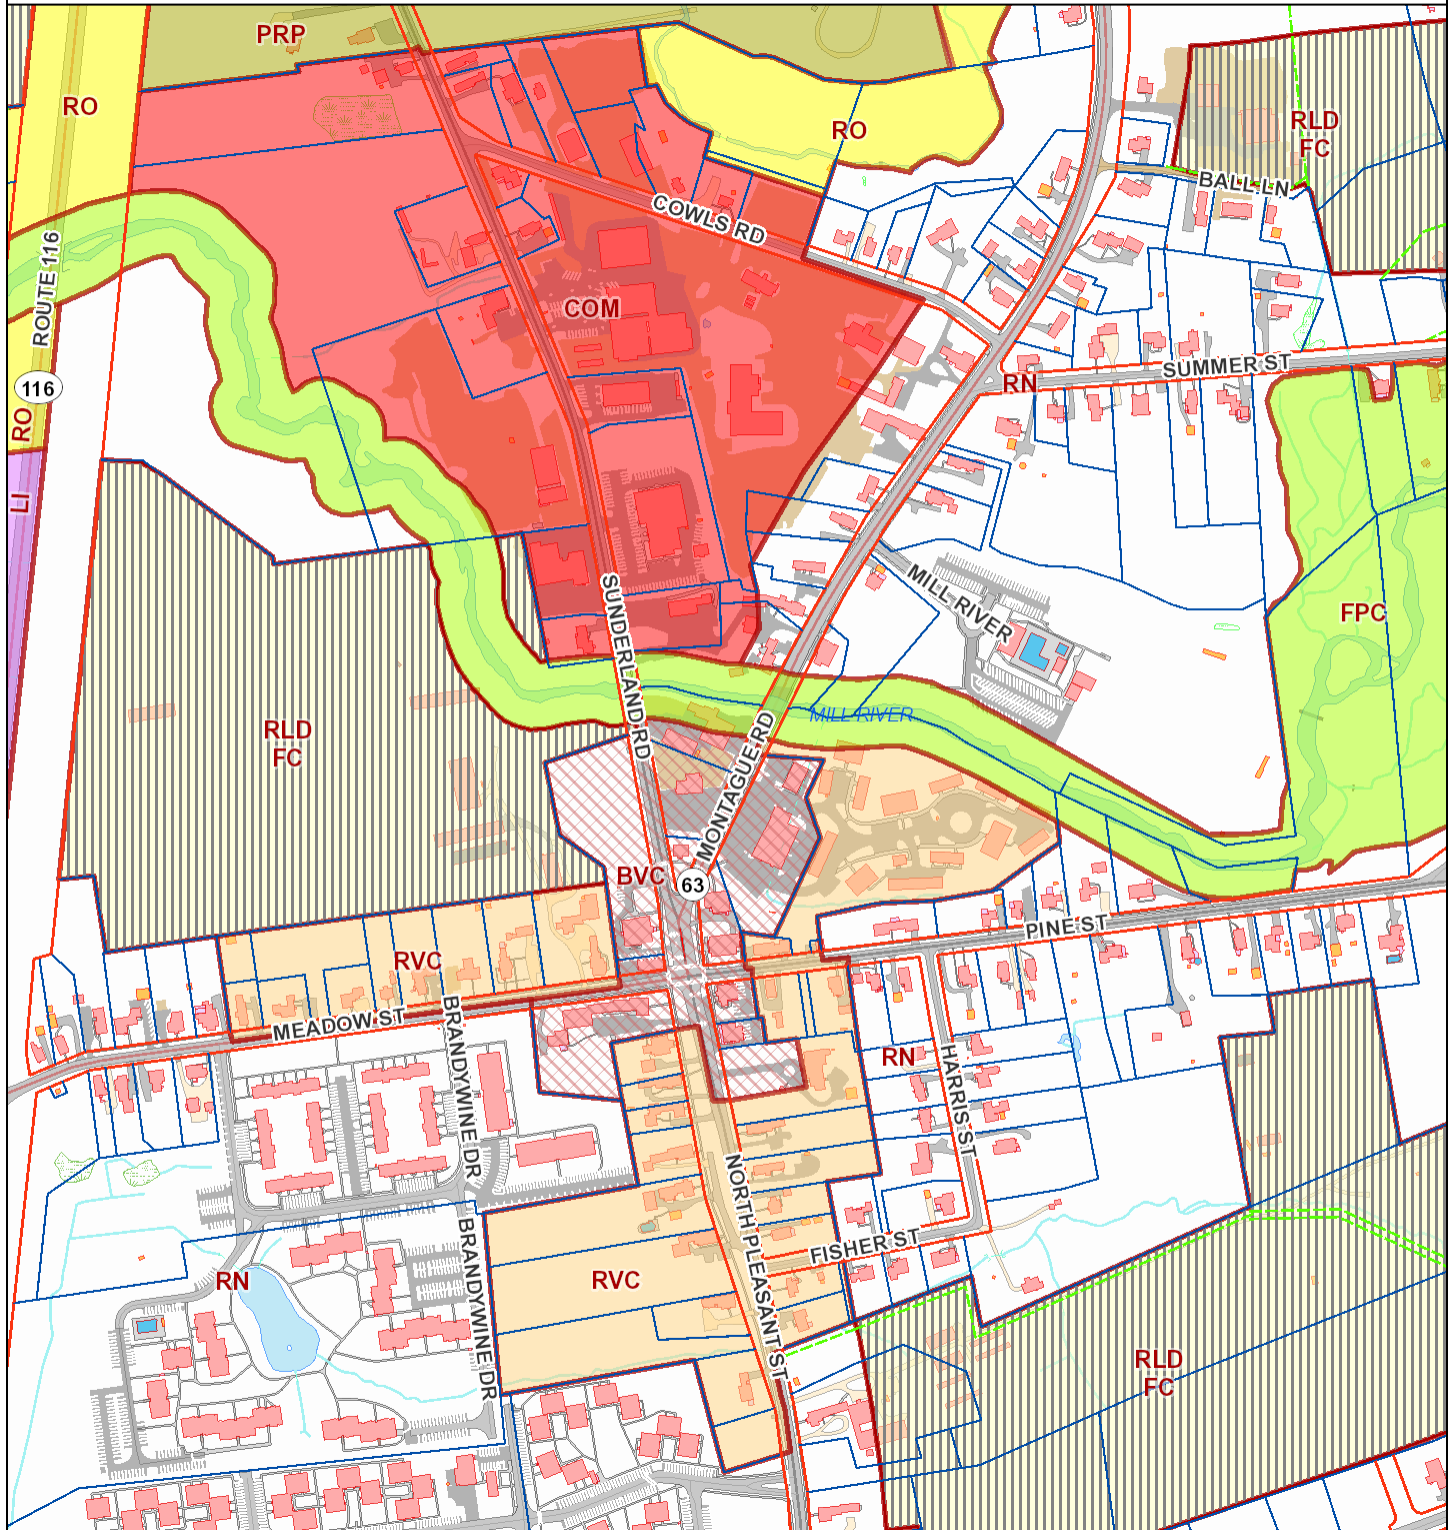 PRP
RO
RO
RLD
FC
BALL LN
COWLS RD
ROUTE 116
COM
116
RN
SUMMER ST
RO
LI
SUNDERLAND RD
MILL RIVER
FPC
RLD
FC
MILL RIVER
MONTAGUE RD
BVC
63
PINE ST
RVC
MEADOW ST
BRANDYWINE DR
RN
HARRIS ST
NORTH PLEASANT ST
FISHER ST
BRANDYWINE DR
RN
RVC
RLD
FC